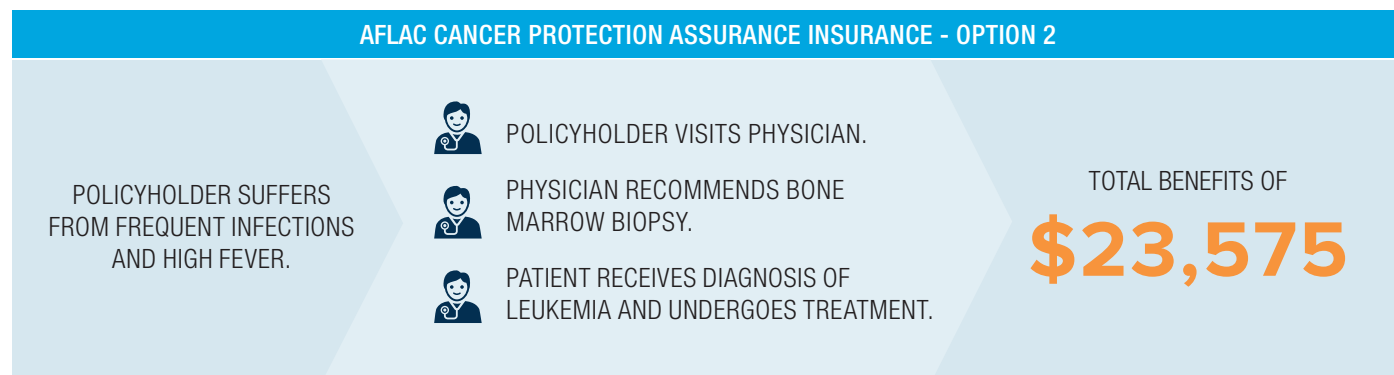 AFLAC CANCER PROTECTION ASSURANCE INSURANCE - OPTION 2
POLICYHOLDER SUFFERS
FROM FREQUENT INFECTIONS
AND HIGH FEVER.
POLICYHOLDER VISITS PHYSICIAN.
PHYSICIAN RECOMMENDS BONE
MARROW BIOPSY.
PATIENT RECEIVES DIAGNOSIS OF
LEUKEMIA AND UNDERGOES TREATMENT.
TOTAL BENEFITS OF
$23,575